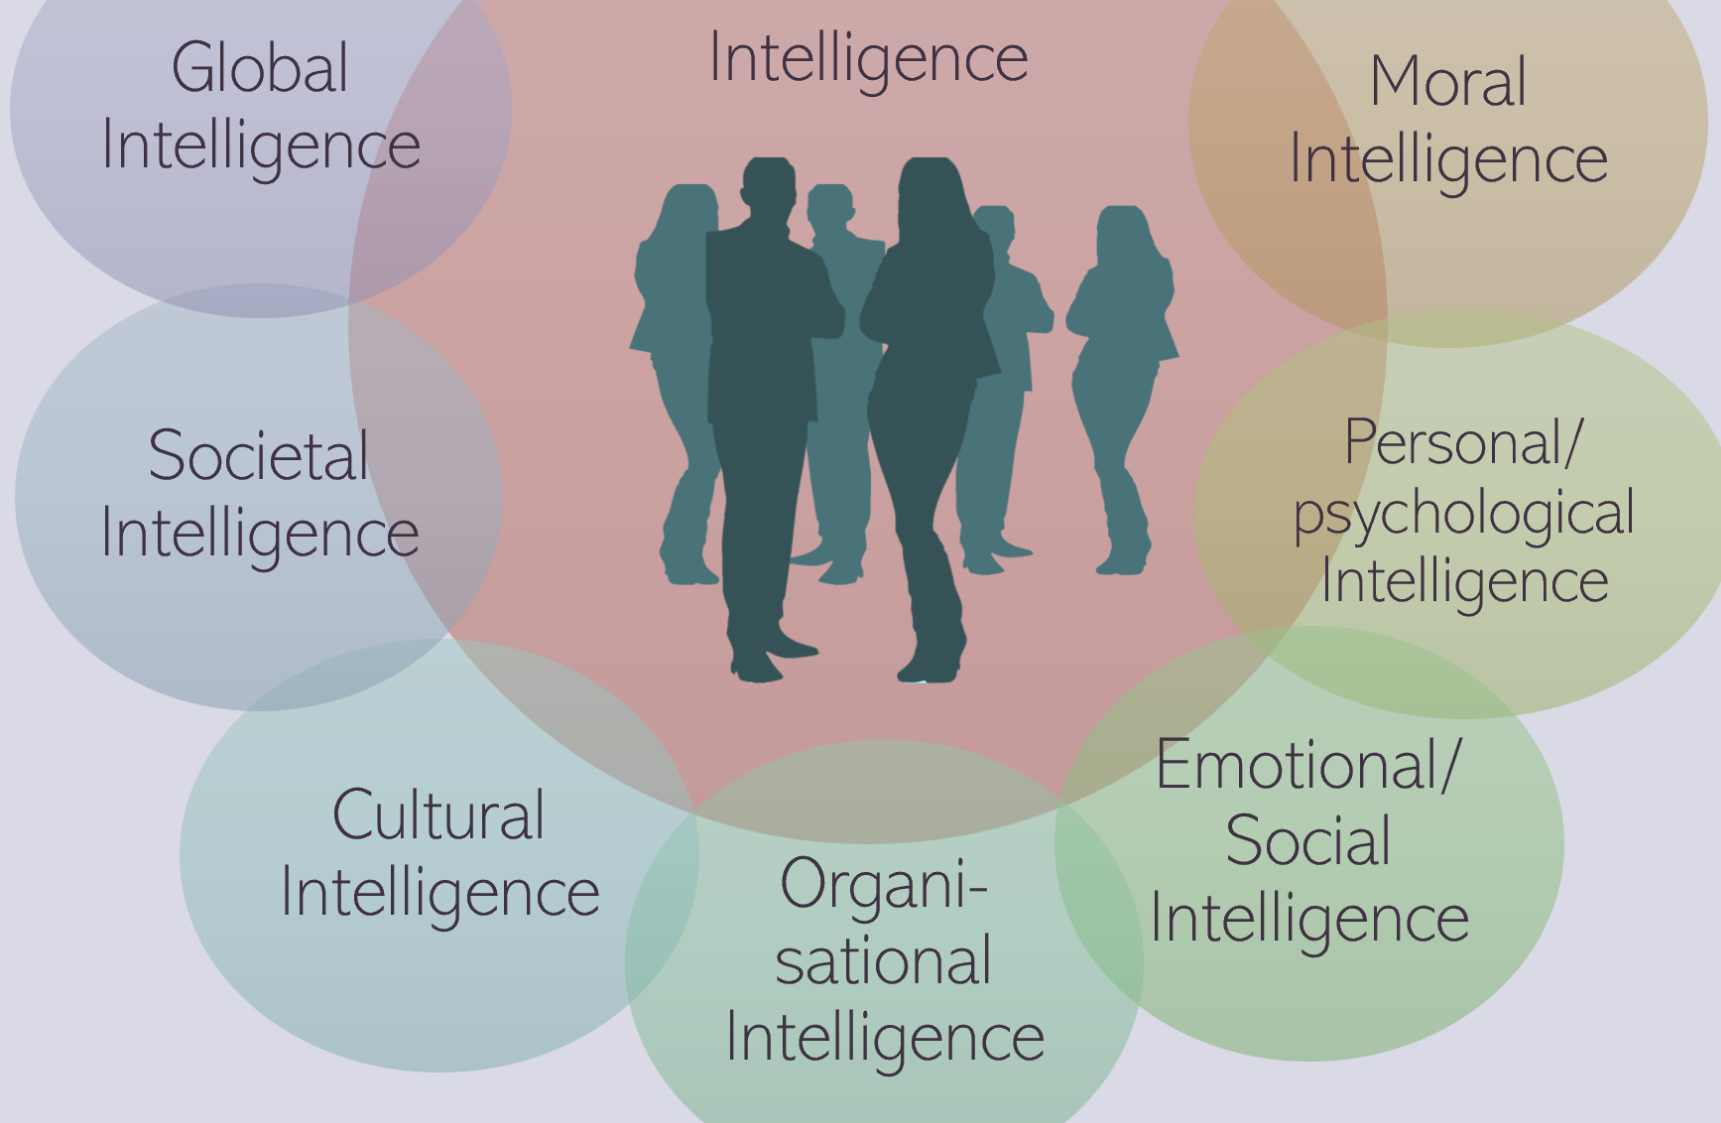 Intelligence
Global
Intelligence
Moral
Intelligence
Societal
Intelligence
Personal/
psychological
Intelligence
Cultural
Intelligence
Emotional/
Social
Intelligence
Organi-
sational
Intelligence